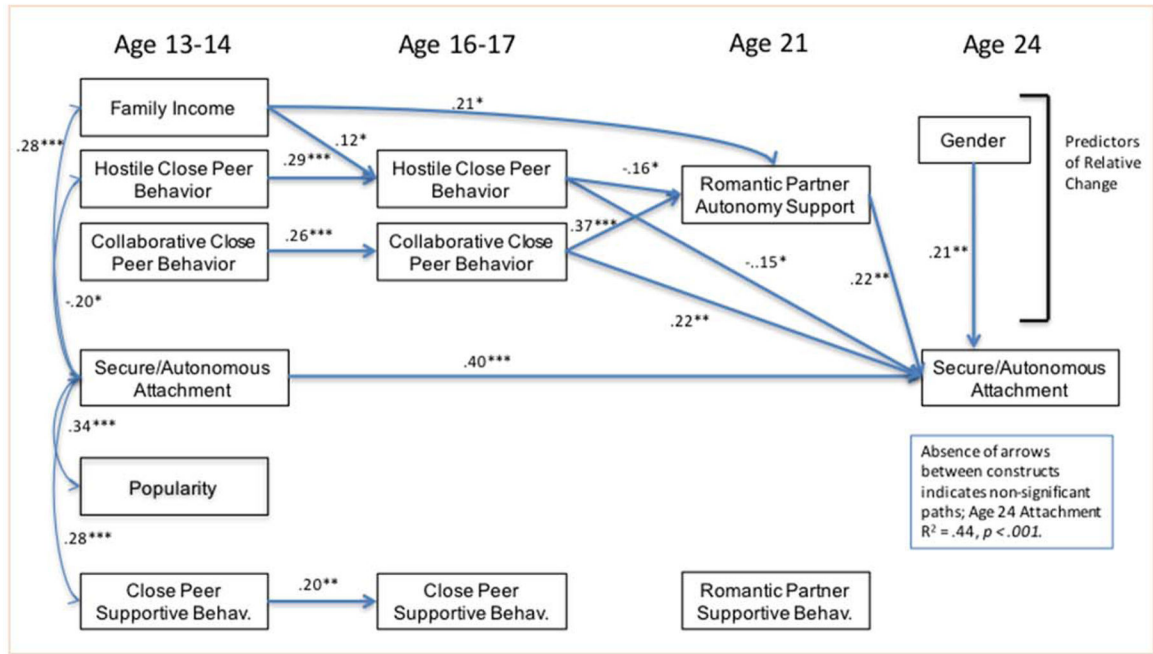 Age 13-14
Age 16-17
Age 21
Age 24
Family Income
.21*
.28***
.12*
Gender
Predictors
of Relative
Change
Hostile Close Peer
Behavior
.29***
Hostile Close Peer
Behavior
-.16*
Romantic Partner
Autonomy Support
.37***
Collaborative Close
Peer Behavior
.26***
Collaborative Close
Peer Behavior
-..15*
.21**
.22**
-.20*
.22**
Secure/Autonomous
Attachment
.40***
Secure/Autonomous
Attachment
.34***
Popularity
Absence of arrows
between constructs
indicates non-significant
paths; Age 24 Attachment
R² = .44, p < .001.
.28***
Close Peer
Supportive Behav.
.20**
Close Peer
Supportive Behav.
Romantic Partner
Supportive Behav.